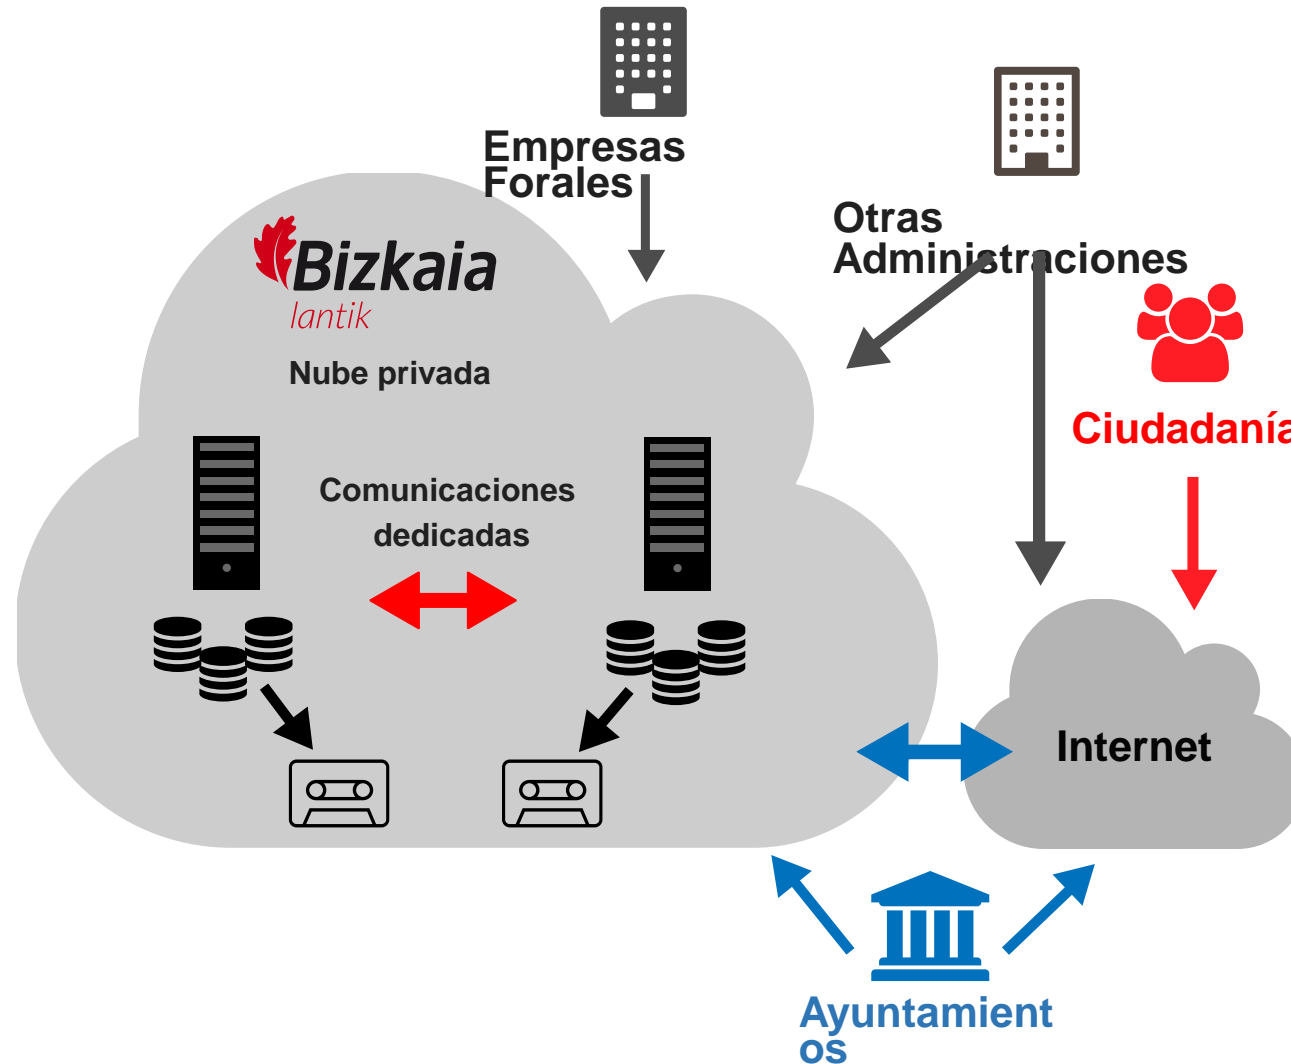 Empresas
Forales
Otras
Administraciones
Bizkaia
lantik
Nube privada
Ciudadanía
Comunicaciones
dedicadas
Internet
Ayuntamient
os